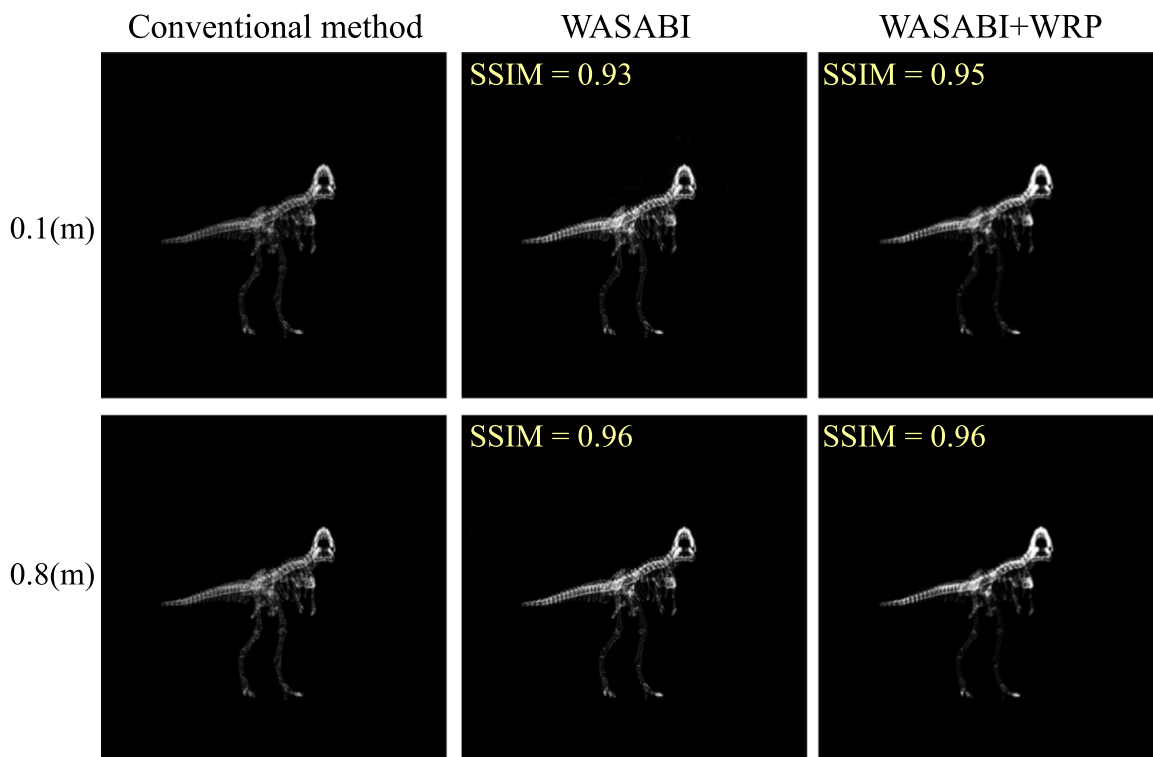 Conventional method
WASABI
WASABI+WRP
SSIM = 0.93
SSIM = 0.95
0.1(m)
SSIM = 0.96
SSIM = 0.96
0.8(m)